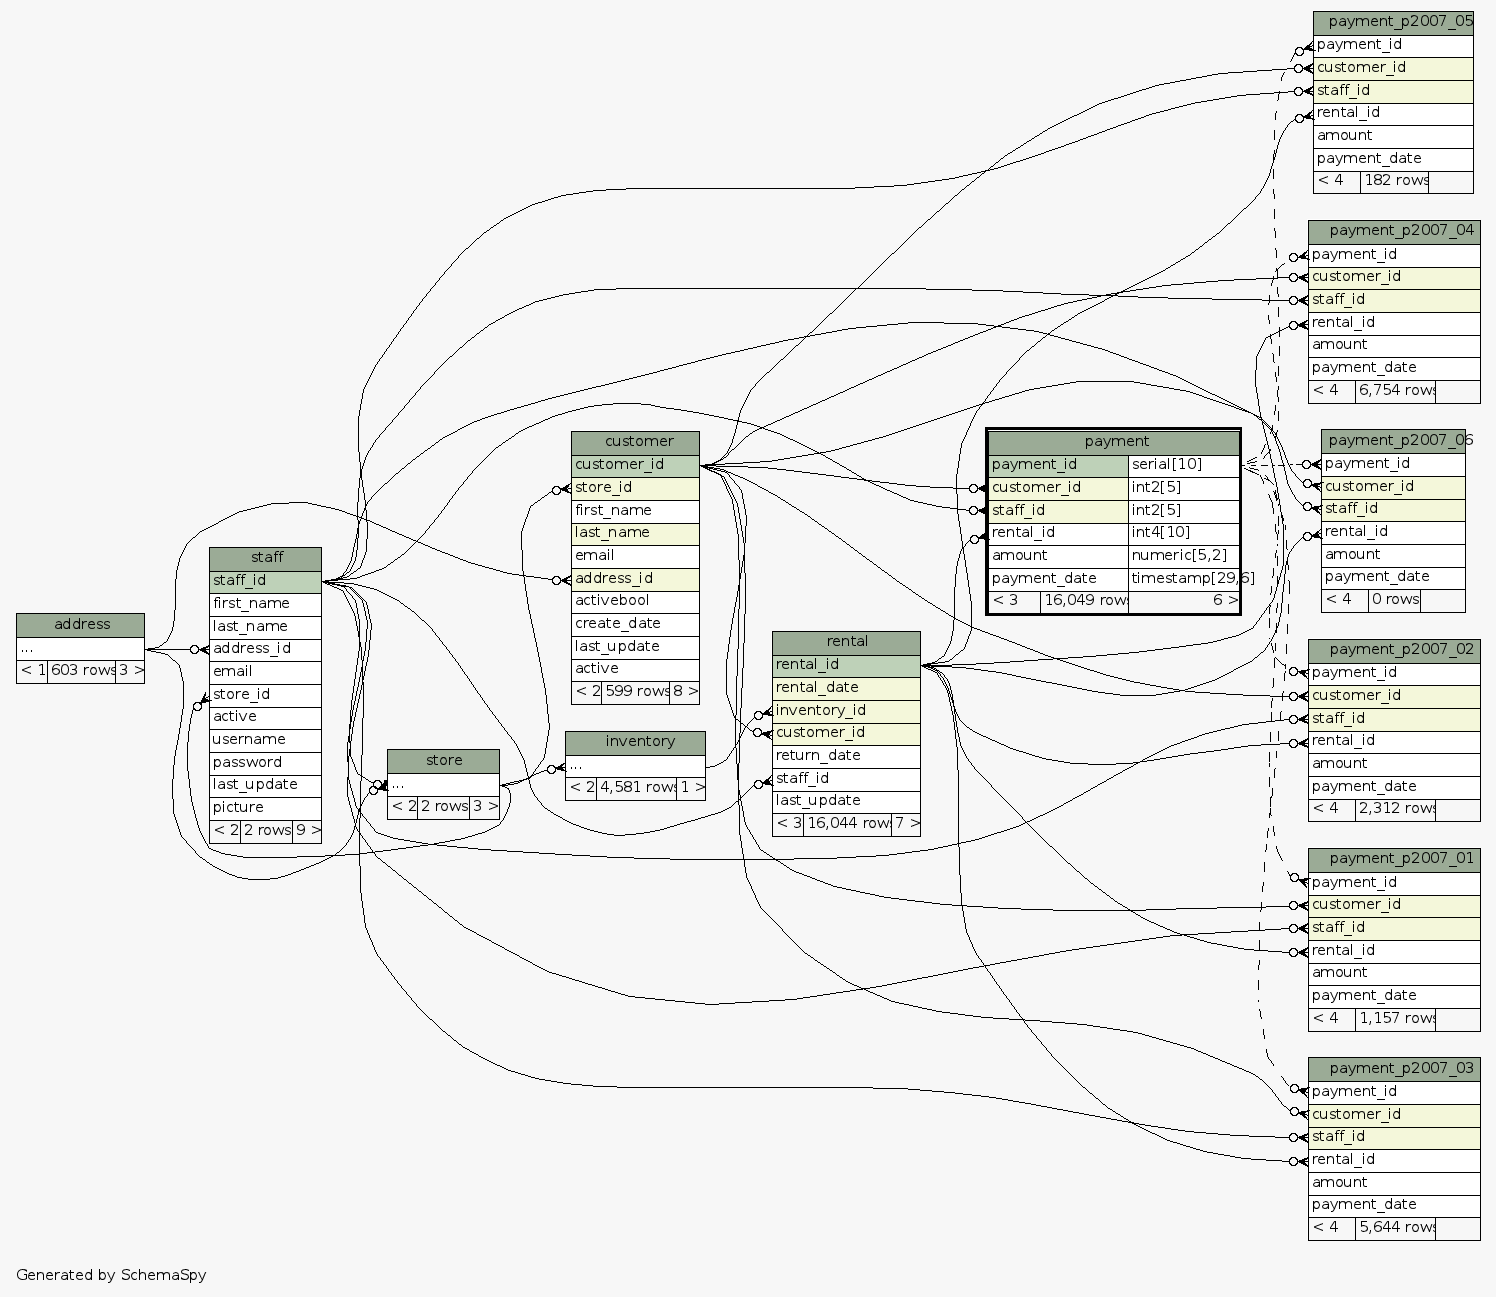 address
...
< 1 603 rows 3 >
staff
staff_id
first_name
last_name
address_id
email
store_id
active
username
password
last_update
picture
< 2 2 rows 9 >
store
...
< 2 2 rows 3 >
customer
customer_id
store_id
first_name
last_name
email
address_id
activebool
create_date
last_update
active
< 2 599 rows 8 >
inventory
...
< 2 4,581 rows 1 >
rental
rental_id
rental_date
inventory_id
customer_id
return_date
staff_id
last_update
< 3 16,044 rows 7 >
payment
payment_id serial[10]
customer_id int2[5]
staff_id int2[5]
rental_id int4[10]
amount numeric[5,2]
payment_date timestamp[29,6]
< 3 16,049 rows 6 >
payment_p2007_05
payment_id
customer_id
staff_id
rental_id
amount
payment_date
< 4 182 rows
payment_p2007_04
payment_id
customer_id
staff_id
rental_id
amount
payment_date
< 4 6,754 rows
payment_p2007_06
payment_id
customer_id
staff_id
rental_id
amount
payment_date
< 4 0 rows
payment_p2007_02
payment_id
customer_id
staff_id
rental_id
amount
payment_date
< 4 2,312 rows
payment_p2007_01
payment_id
customer_id
staff_id
rental_id
amount
payment_date
< 4 1,157 rows
payment_p2007_03
payment_id
customer_id
staff_id
rental_id
amount
payment_date
< 4 5,644 rows
Generated by SchemaSpy